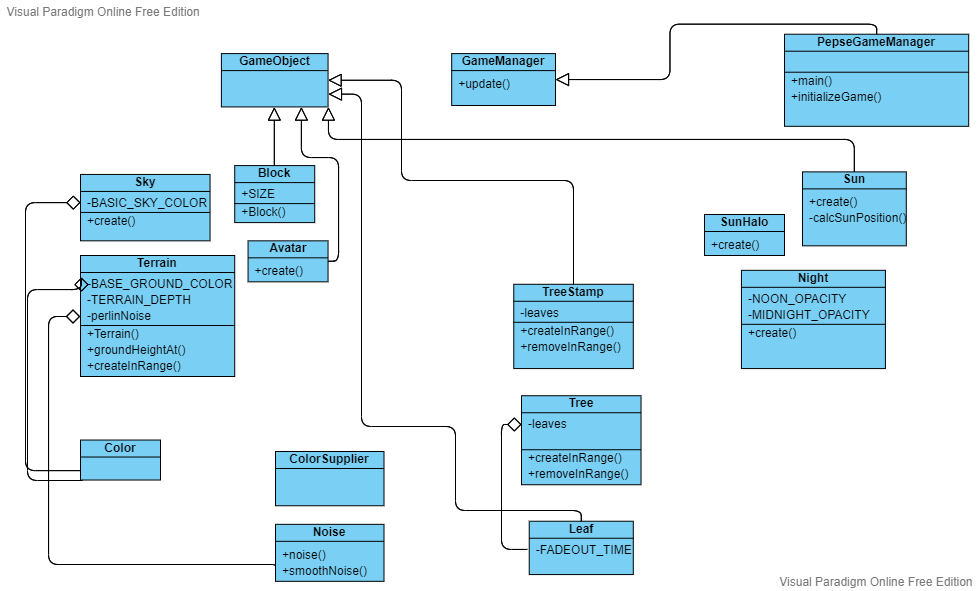 Visual Paradigm Online Free Edition
GameObject
GameManager
+update()
PepseGameManager
+main()
+initializeGame()
Sky
-BASIC_SKY_COLOR
+create()
Block
+SIZE
+Block()
Avatar
+create()
Sun
+create()
-calcSunPosition()
SunHalo
+create()
Terrain
-BASE_GROUND_COLOR
-TERRAIN_DEPTH
-perlinNoise
+Terrain()
+groundHeightAt()
+createInRange()
TreeStamp
-leaves
+createInRange()
+removeInRange()
Night
-NOON_OPACITY
-MIDNIGHT_OPACITY
+create()
Tree
-leaves
+createInRange()
+removeInRange()
Color
ColorSupplier
Noise
+noise()
+smoothNoise()
Leaf
-FADEOUT_TIME
Visual Paradigm Online Free Edition